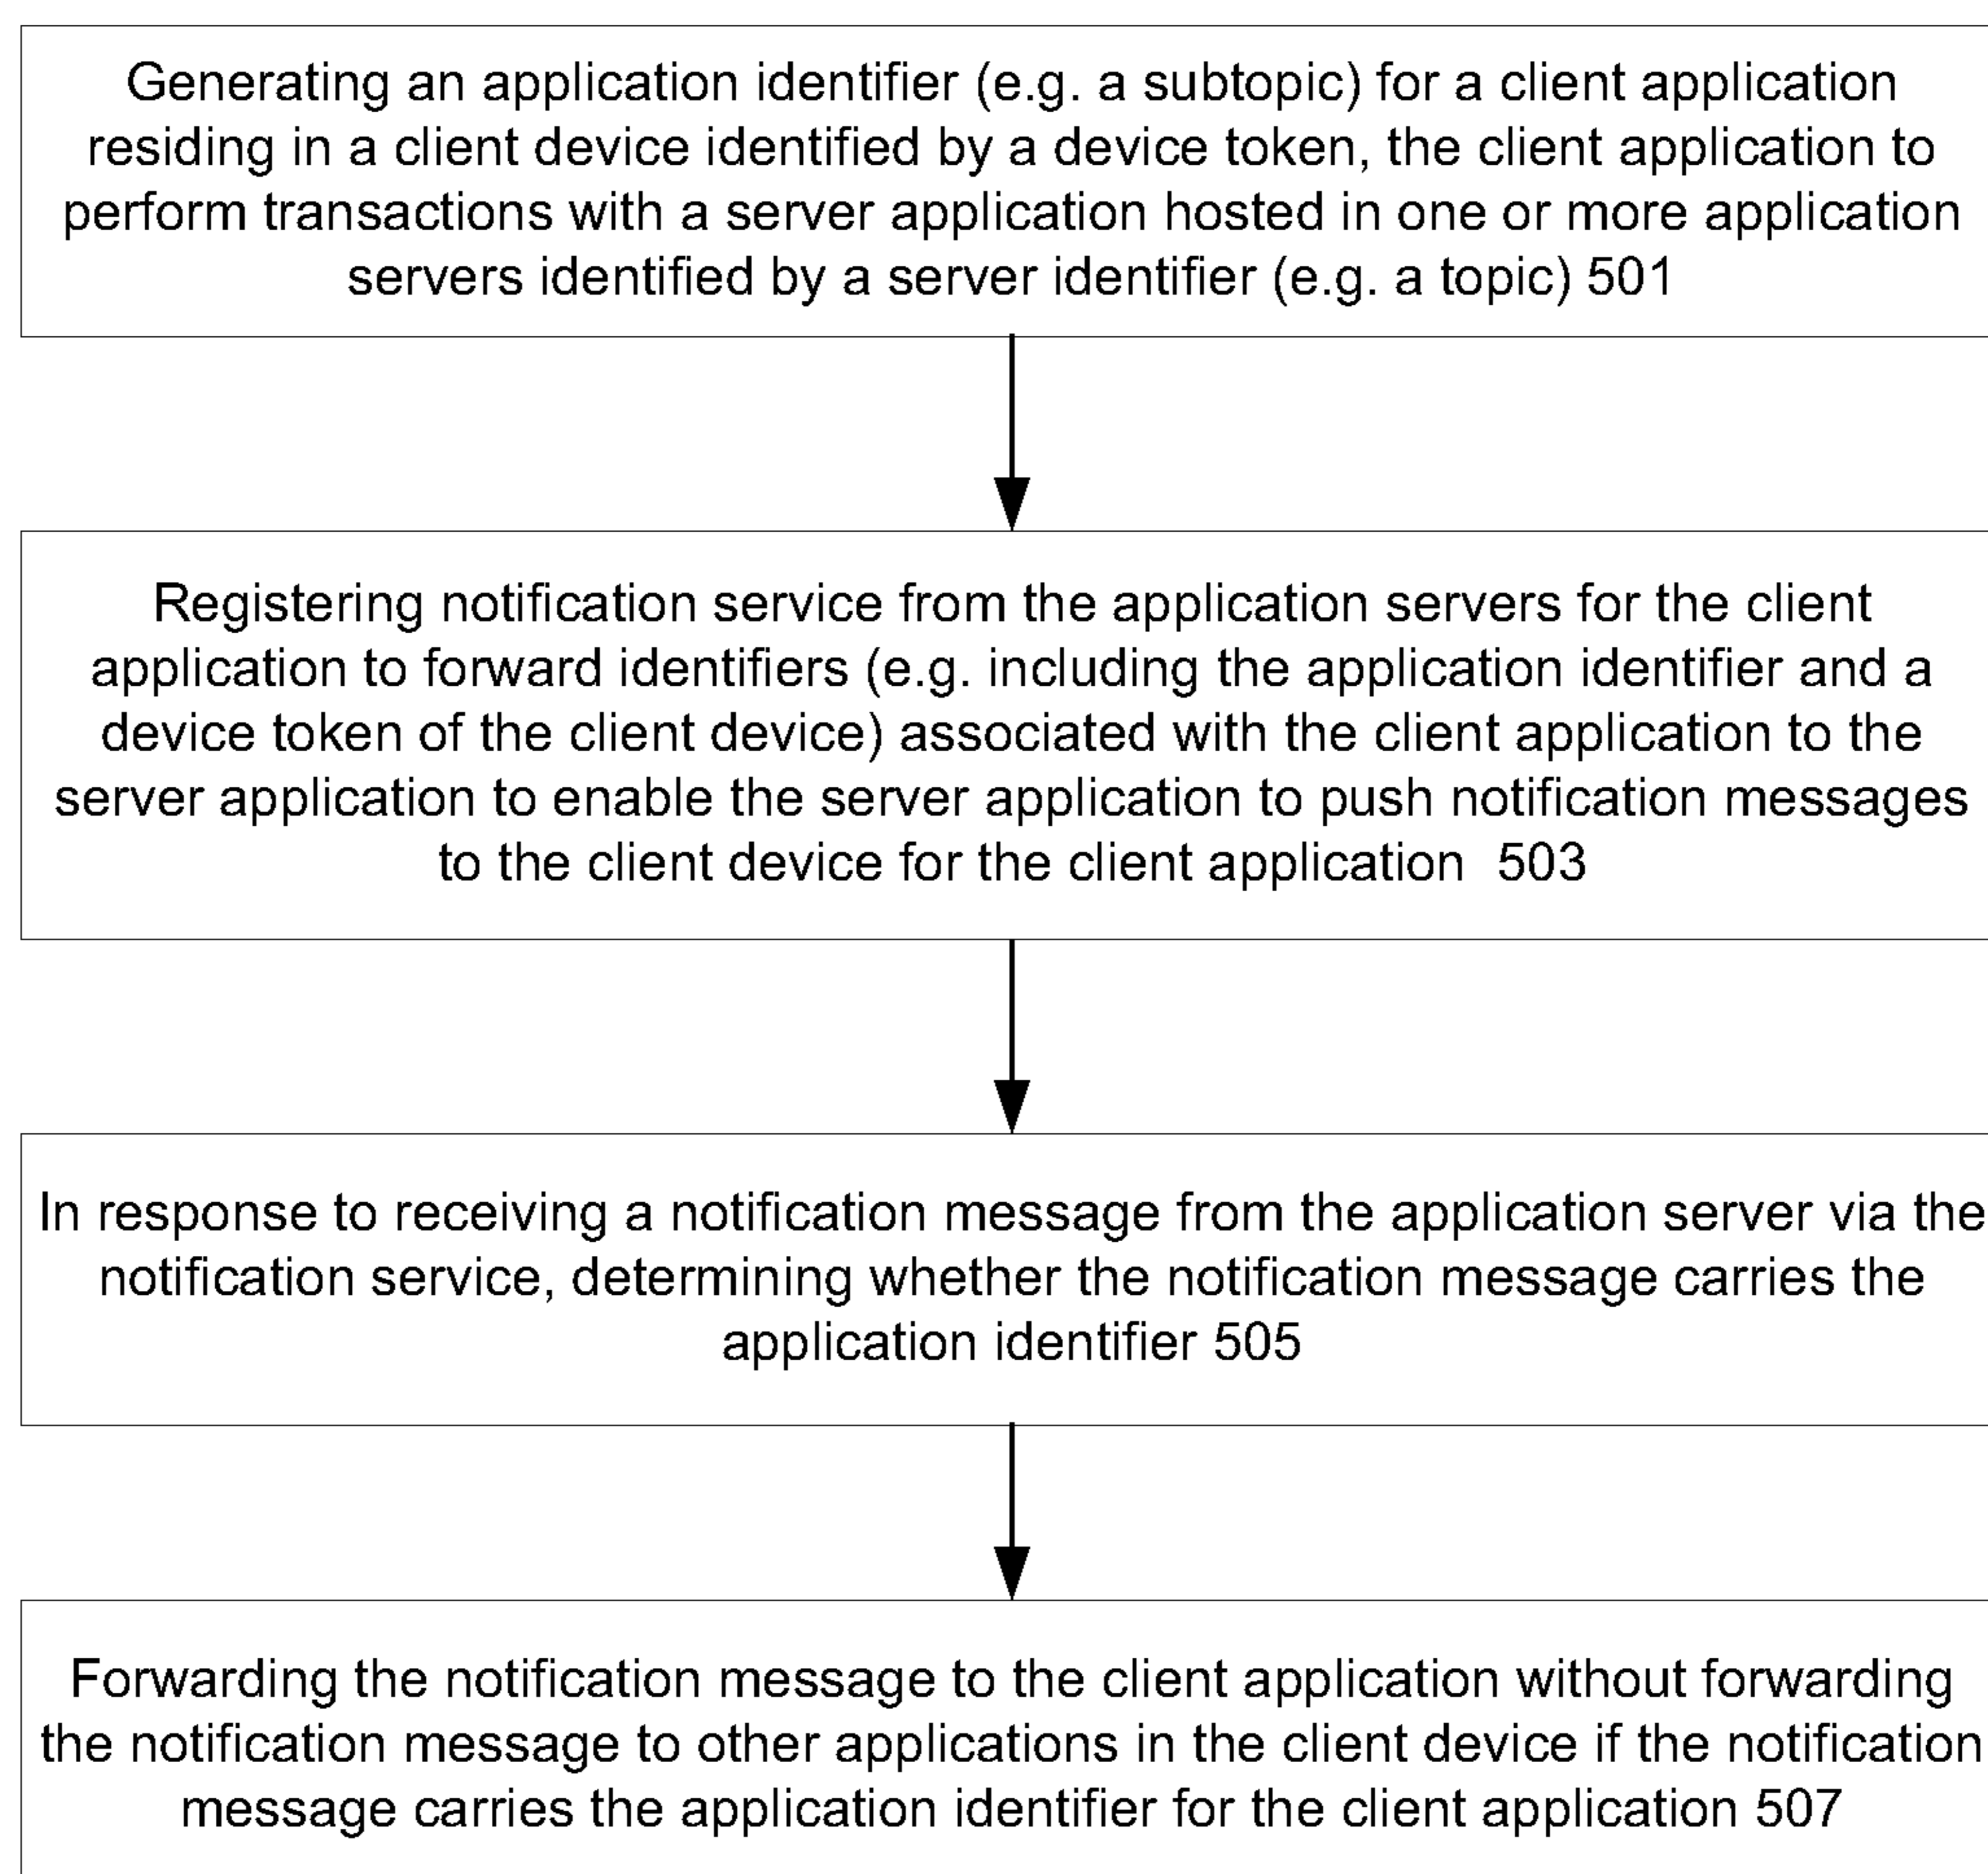 Generating an application identifier (e.g. a subtopic) for a client application
residing in a client device identified by a device token, the client application to
perform transactions with a server application hosted in one or more application
servers identified by a server identifier (e.g. a topic) 501
Registering notification service from the application servers for the client
application to forward identifiers (e.g. including the application identifier and a
device token of the client device) associated with the client application to the
server application to enable the server application to push notification messages
to the client device for the client application 503
In response to receiving a notification message from the application server via the
notification service, determining whether the notification message carries the
application identifier 505
Forwarding the notification message to the client application without forwarding
the notification message to other applications in the client device if the notification
message carries the application identifier for the client application 507